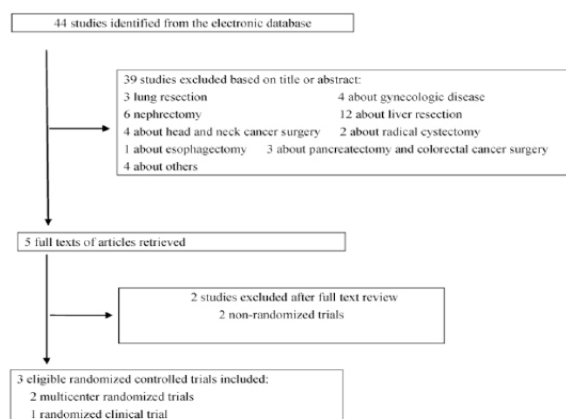 44 studies identified from the electronic database
39 studies excluded based on title or abstract:
3 lung resection 4 about gynecologic disease
6 nephrectomy 12 about liver resection
4 about head and neck cancer surgery 2 about radical cystectomy
1 about esophagectomy 3 about pancreatectomy and colorectal cancer surgery
4 about others
5 full texts of articles retrieved
2 studies excluded after full text review
2 non-randomized trials
3 eligible randomized controlled trials included:
2 multicenter randomized trials
1 randomized clinical trial